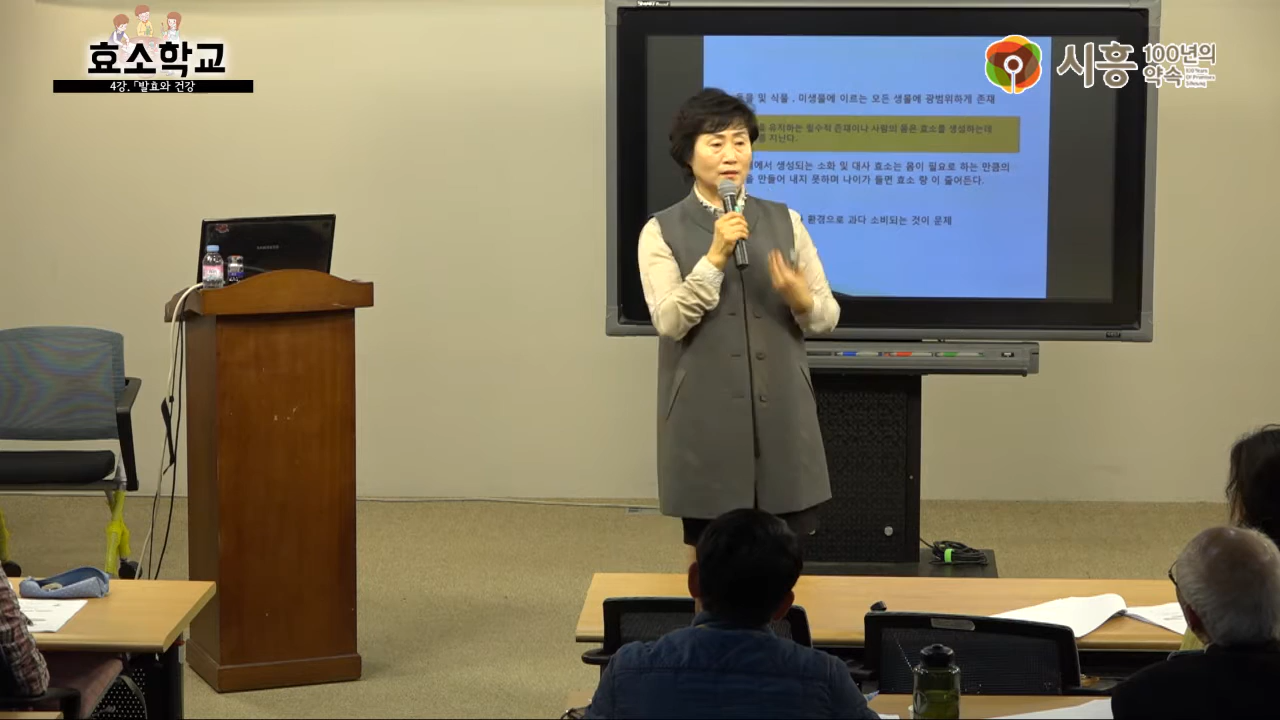 효소학교
4강.「발효와 건강
시흥
100년의
약속
동물 및 식물 . 미생물에 이르는 모든 생물에 광범위하게 존재
유지하는 필수적 존재이나 사람의 몸은 효소를 생성하는데
지닌다.
에서 생성되는 소화 및 대사 효소는 몸이 필요로 하는 만큼의
을 만들어 내지 못하며 나이가 들면 효소 량 이 줄어든다.
환경으로 과다 소비되는 것이 문제
SAMSUNG